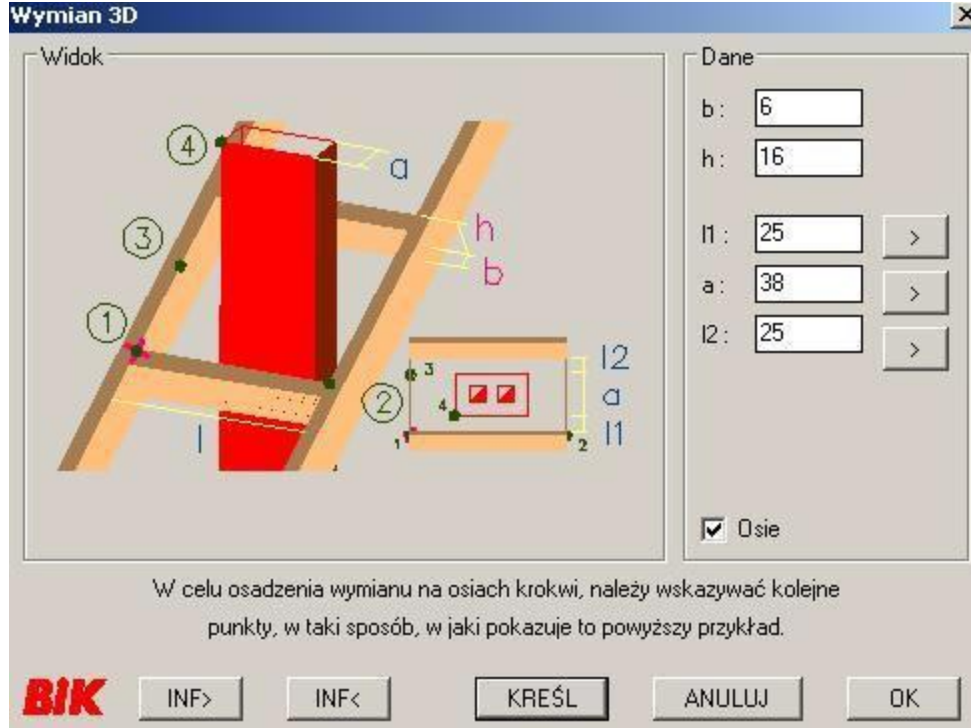 Wymian 3D
Widok
4
a
3
h
b
1
2
l
3
4
1
2
l2
a
l1
Dane
b : 6
h : 16
l1 : 25 >
a : 38 >
l2 : 25 >
Osie
W celu osadzenia wymianu na osiach krokwi, należy wskazywać kolejne
punkty, w taki sposób, w jaki pokazuje to powyższy przykład.
BIK INF> INF< KREŚL ANULUJ OK